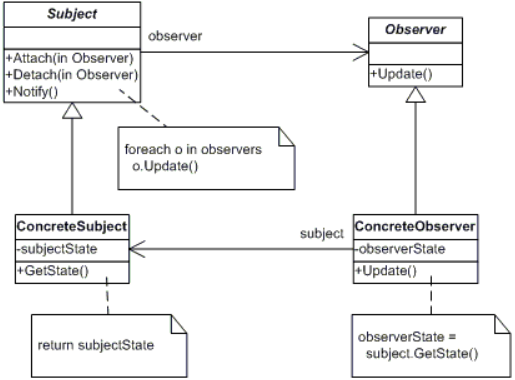 Subject
+Attach(in Observer)
+Detach(in Observer)
+Notify()
observer
Observer
+Update()
foreach o in observers
o.Update()
ConcreteSubject
-subjectState
+GetState()
subject
ConcreteObserver
-observerState
+Update()
return subjectState
observerState =
subject.GetState()